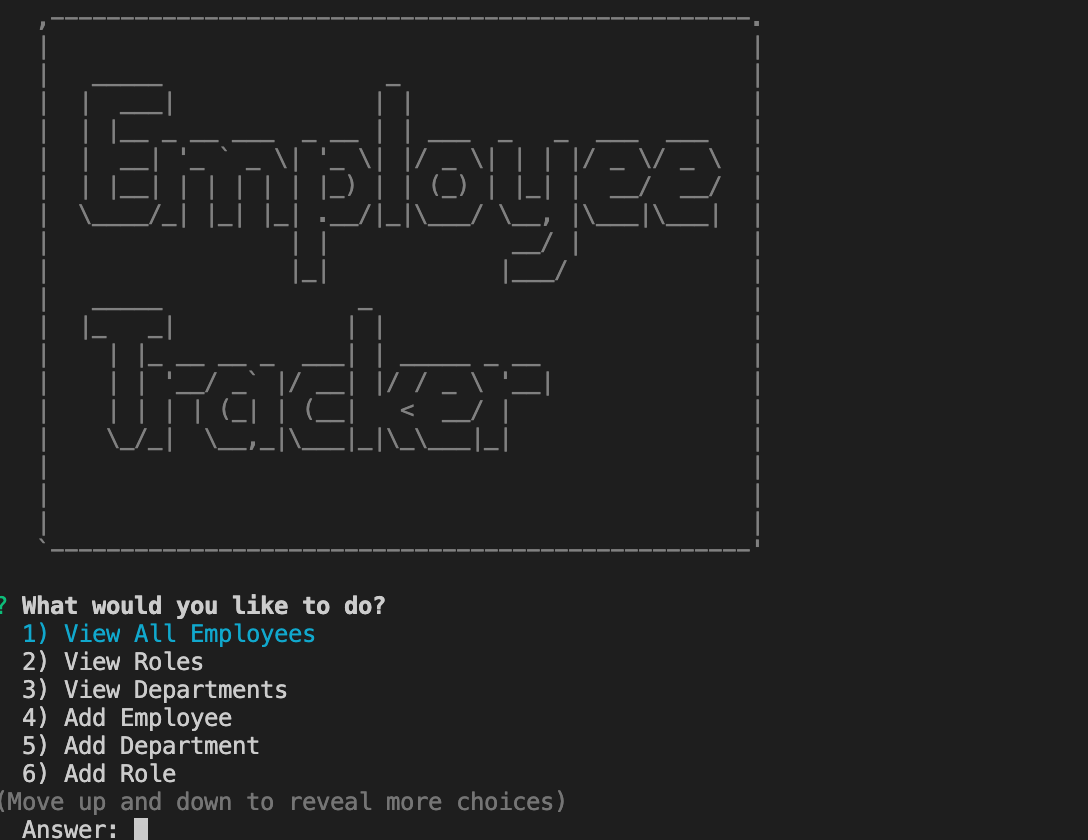 Employee
Tracker
? What would you like to do?
1) View All Employees
2) View Roles
3) View Departments
4) Add Employee
5) Add Department
6) Add Role
(Move up and down to reveal more choices)
Answer: